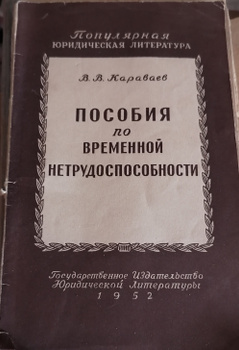 Популярная
ЮРИДИЧЕСКАЯ ЛИТЕРАТУРА
В. В. Караваев
ПОСОБИЯ
по
ВРЕМЕННОЙ
НЕТРУДОСПОСОБНОСТИ
Государственное Издательство
Юридической Литературы
1952